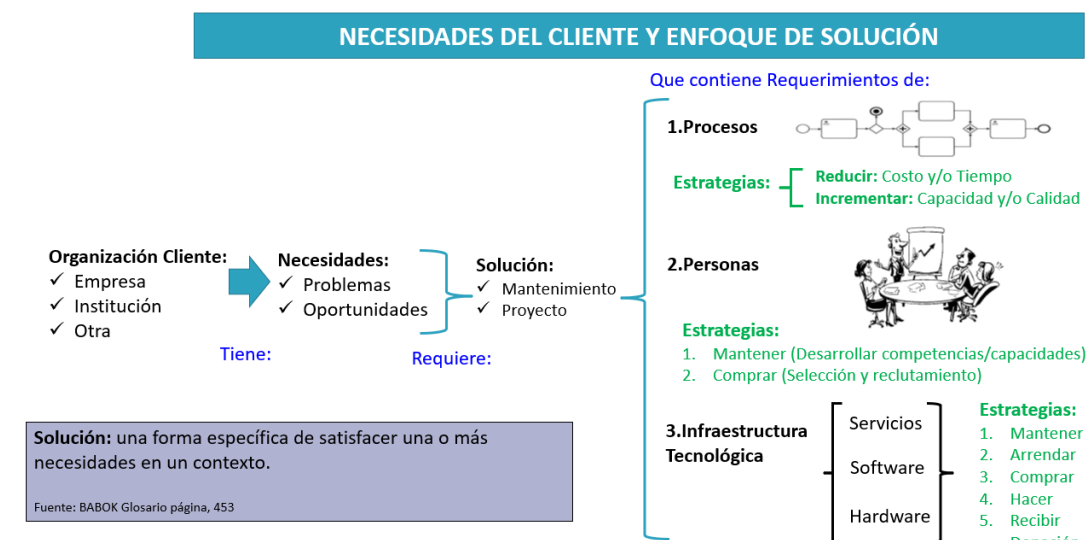 NECESIDADES DEL CLIENTE Y ENFOQUE DE SOLUCIÓN
Organización Cliente:
✓ Empresa
✓ Institución
✓ Otra
Tiene:
Necesidades:
✓ Problemas
✓ Oportunidades
Requiere:
Solución:
✓ Mantenimiento
✓ Proyecto
Que contiene Requerimientos de:
1.Procesos
Estrategias:
Reducir: Costo y/o Tiempo
Incrementar: Capacidad y/o Calidad
2.Personas
Estrategias:
1. Mantener (Desarrollar competencias/capacidades)
2. Comprar (Selección y reclutamiento)
3.Infraestructura
Tecnológica
Servicios
Software
Hardware
Estrategias:
1. Mantener
2. Arrendar
3. Comprar
4. Hacer
5. Recibir
Donación
Solución: una forma específica de satisfacer una o más
necesidades en un contexto.
Fuente: BABOK Glosario página, 453